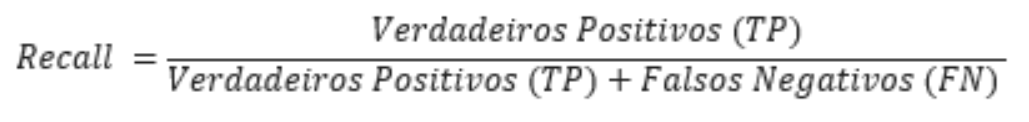 Verdadeiros Positivos (TP)
Recall =
Verdadeiros Positivos (TP) + Falsos Negativos (FN)